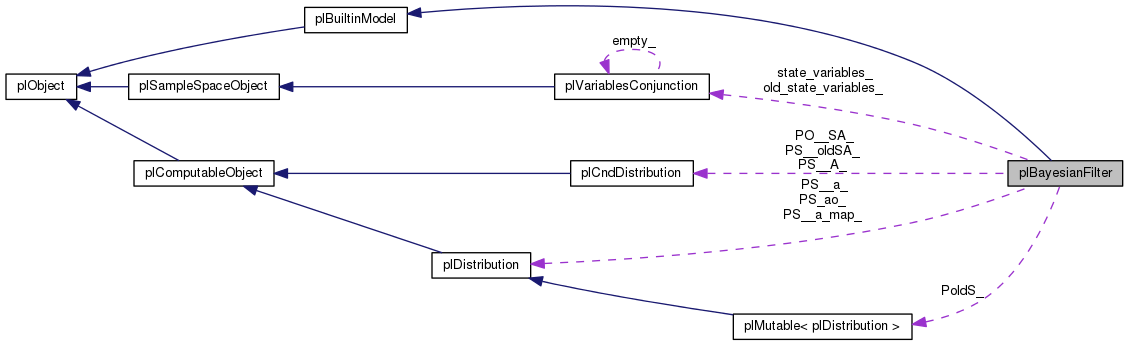 plBuiltinModel
empty_
plObject
plSampleSpaceObject
plVariablesConjunction
state_variables_
old_state_variables_
PO__SA_
PS__oldSA_
PS__A_
plComputableObject
plCndDistribution
plBayesianFilter
PS__a_
PS_ao_
PS__a_map_
plDistribution
PoldS_
plMutable< plDistribution >